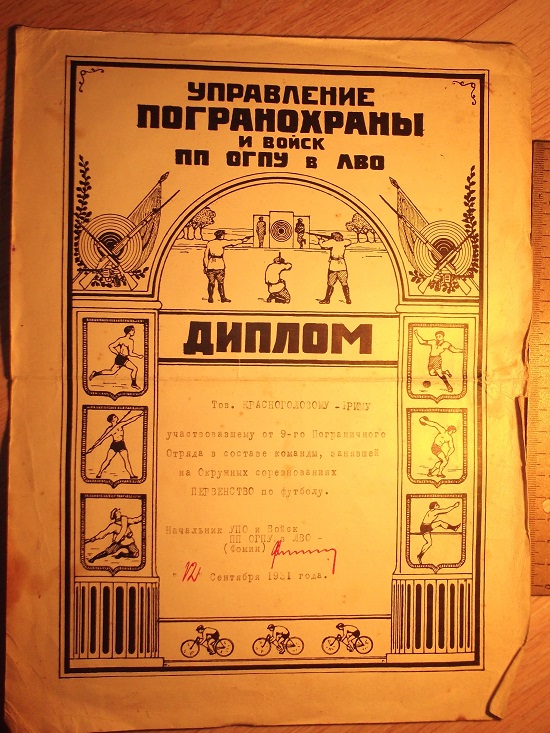 УПРАВЛЕНИЕ
ПОГРАНОХРАНЫ
И ВОЙСК
ПП ОГПУ в ЛВО
ДИПЛОМ
Тов. КРАСНОГОЛОВОМУ
участвовавшему от 9-го Пограничного
Отряда в составе команды, занявшей
на Окружных соревнованиях
ПЕРВЕНСТВО по футболу.
Начальник УПО и Войск
ПП ОГПУ в ЛВО -
(Фомин)
"12" Сентября 1931 года.